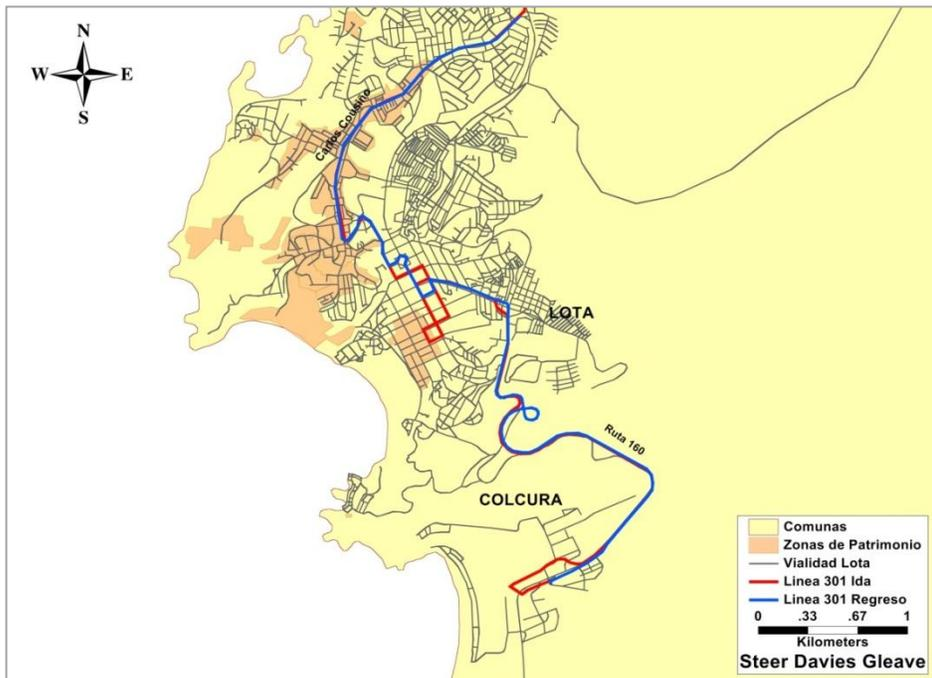 N
W E
S
Carlos Cousiño
LOTA
Ruta 160
COLCURA
Comunas
Zonas de Patrimonio
Vialidad Lota
Linea 301 Ida
Linea 301 Regreso
0 .33 .67 1
Kilometers
Steer Davies Gleave